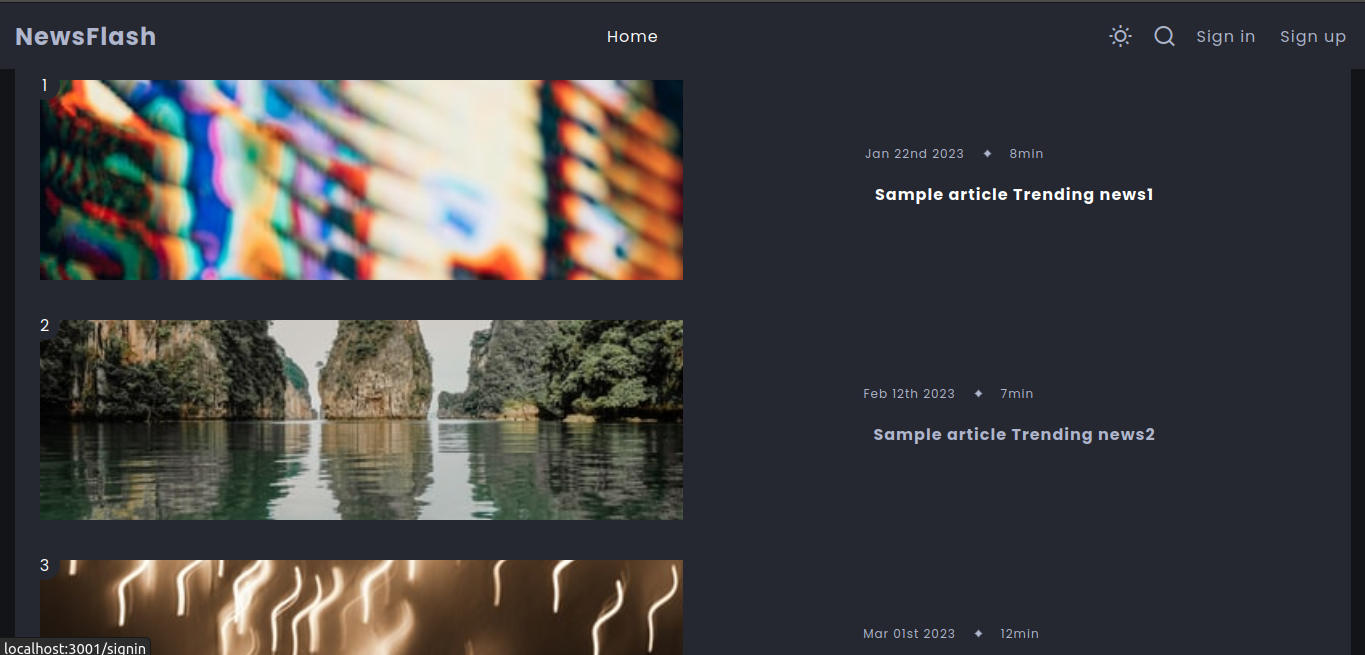 NewsFlash Home Sign in Sign up
1
Jan 22nd 2023 ✦ 8min
Sample article Trending news1
2
Feb 12th 2023 ✦ 7min
Sample article Trending news2
3
Mar 01st 2023 ✦ 12min
localhost:3001/signin